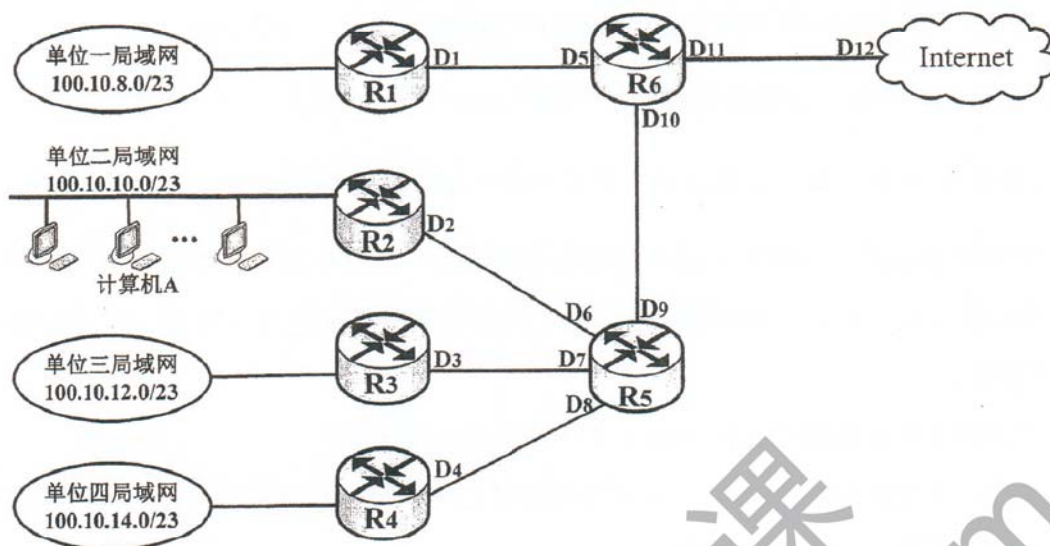 单位一局域网
100.10.8.0/23
R1
D1
D5
R6
D11
D12
Internet
D10
单位二局域网
100.10.10.0/23
计算机A
R2
D2
D6
D9
单位三局域网
100.10.12.0/23
R3
D3
D7
R5
D8
单位四局域网
100.10.14.0/23
R4
D4
课
m